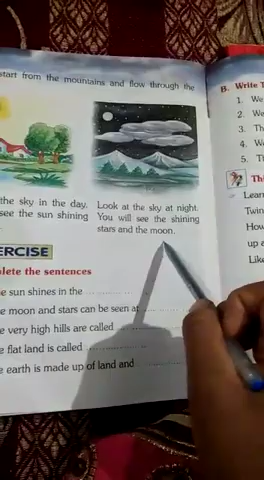 start from the mountains and flow through the
the sky in the day.
see the sun shining
Look at the sky at night.
You will see the shining
stars and the moon.
ERCISE
plete the sentences
e sun shines in the ............
e moon and stars can be seen at
e very high hills are called
e flat land is called
e earth is made up of land and
B. Write T
1. We
2. We
3. Th
4. We
5. Th
Thi
Learn
Twin
How
up a
Like